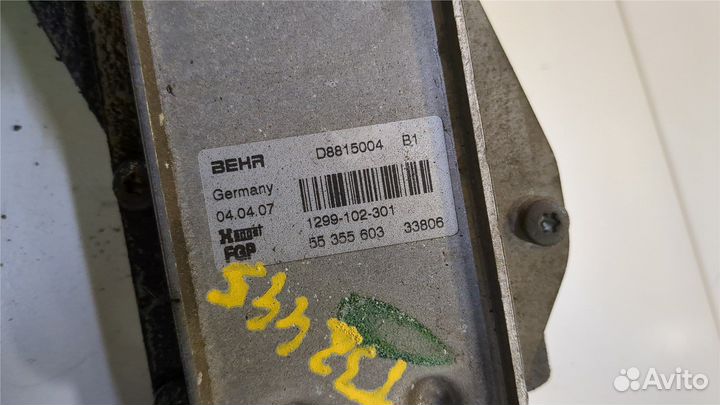 BEHR D8815004 B1
Germany
04.04.07
1299-102-301
55 355 603 33806
FGP
Avito